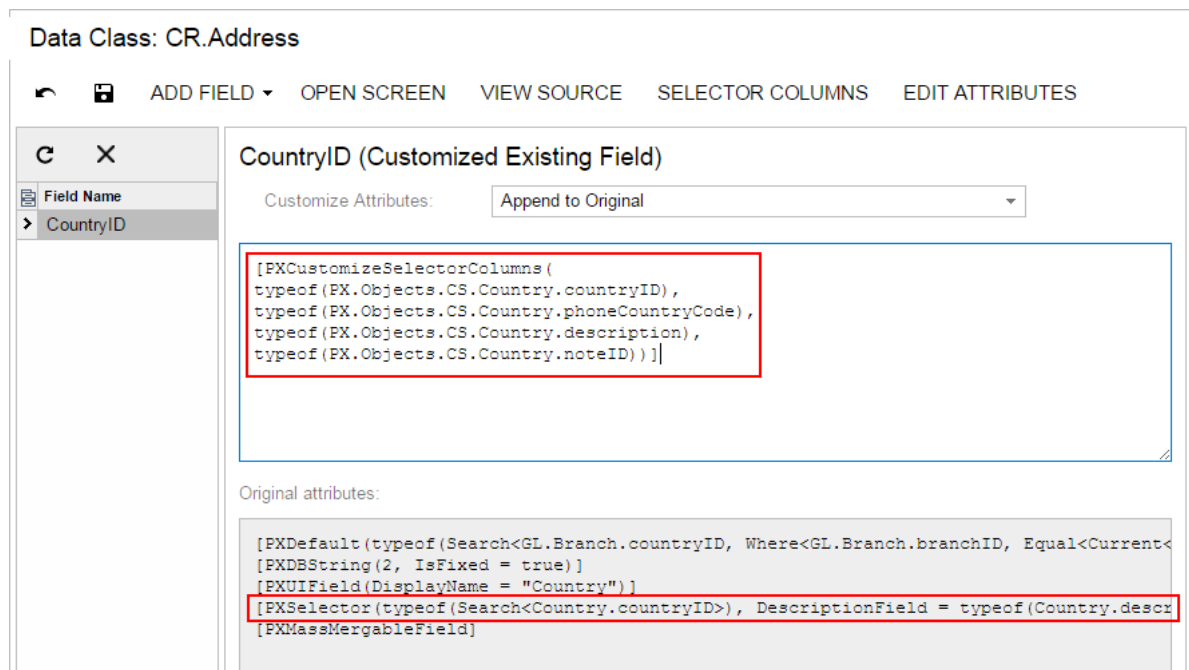 Data Class: CR.Address
ADD FIELD OPEN SCREEN VIEW SOURCE SELECTOR COLUMNS EDIT ATTRIBUTES
Field Name
CountryID
CountryID (Customized Existing Field)
Customize Attributes: Append to Original
[PXCustomizeSelectorColumns(
typeof(PX.Objects.CS.Country.countryID),
typeof(PX.Objects.CS.Country.phoneCountryCode),
typeof(PX.Objects.CS.Country.description),
typeof(PX.Objects.CS.Country.noteID))]
Original attributes:
[PXDefault(typeof(Search<GL.Branch.countryID, Where<GL.Branch.branchID, Equal<Current<
[PXDBString(2, IsFixed = true)]
[PXUIField(DisplayName = "Country")]
[PXSelector(typeof(Search<Country.countryID>), DescriptionField = typeof(Country.descr
[PXMassMergableField]